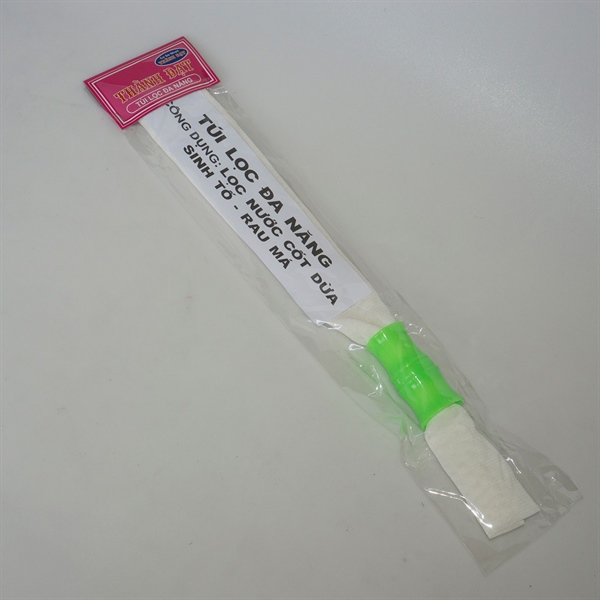 THÀNH ĐẠT
TÚI LỌC ĐA NĂNG
TÚI LỌC ĐA NĂNG
CÔNG DỤNG: LỌC NƯỚC CỐT DỪA
SINH TỐ - RAU MÁ